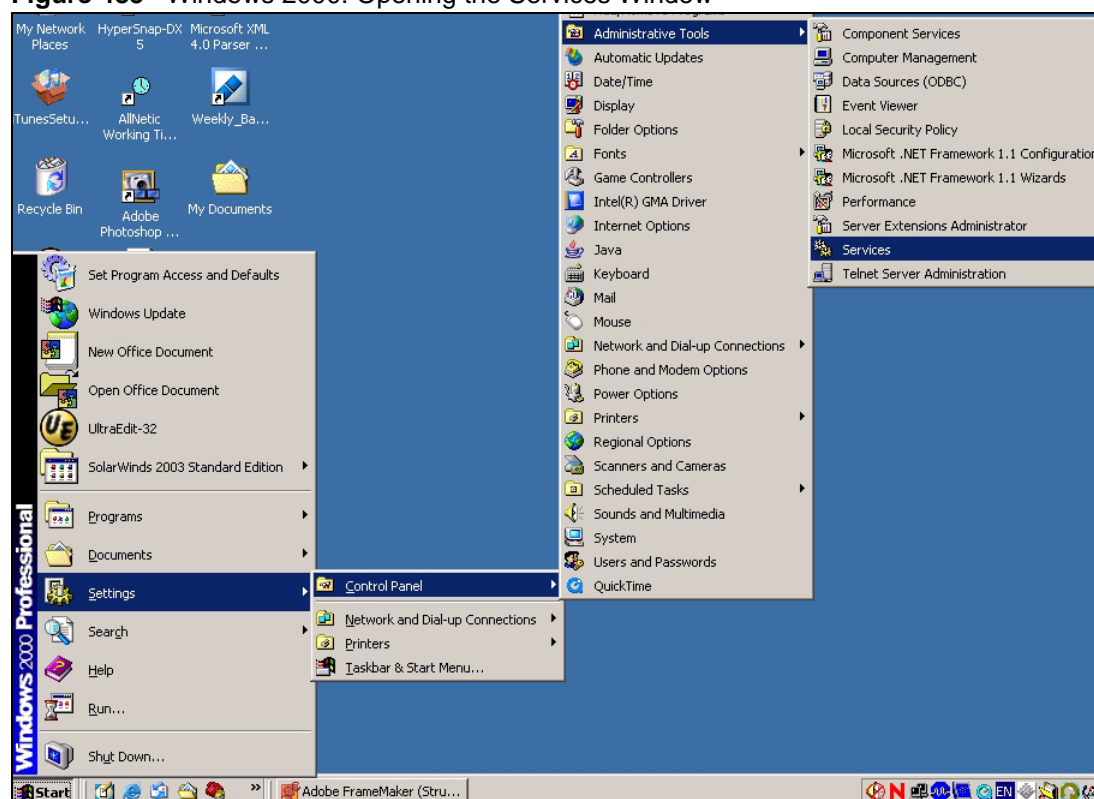 Windows 2000: Opening the Services Window
My Network Places
HyperSnap-DX 5
Microsoft XML 4.0 Parser ...
TunesSetu...
AllNetic Working Ti...
Weekly_Ba...
Recycle Bin
Adobe Photoshop ...
My Documents
Set Program Access and Defaults
Windows Update
New Office Document
Open Office Document
UltraEdit-32
SolarWinds 2003 Standard Edition
Programs
Documents
Settings
Search
Help
Run...
Shut Down...
Windows 2000 Professional
Control Panel
Network and Dial-up Connections
Printers
Taskbar & Start Menu...
Administrative Tools
Automatic Updates
Date/Time
Display
Folder Options
Fonts
Game Controllers
Intel(R) GMA Driver
Internet Options
Java
Keyboard
Mail
Mouse
Network and Dial-up Connections
Phone and Modem Options
Power Options
Printers
Regional Options
Scanners and Cameras
Scheduled Tasks
Sounds and Multimedia
System
Users and Passwords
QuickTime
Component Services
Computer Management
Data Sources (ODBC)
Event Viewer
Local Security Policy
Microsoft .NET Framework 1.1 Configuration
Microsoft .NET Framework 1.1 Wizards
Performance
Server Extensions Administrator
Services
Telnet Server Administration
Start
»
Adobe FrameMaker (Stru...
EN